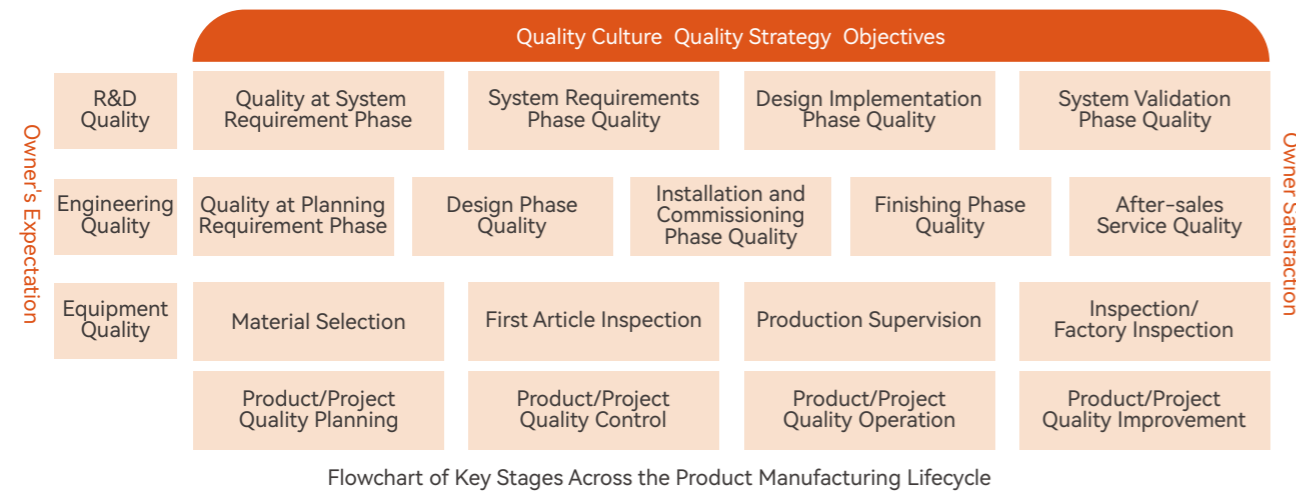 Quality Culture Quality Strategy Objectives
Owner's Expectation
R&D
Quality
Quality at System
Requirement Phase
System Requirements
Phase Quality
Design Implementation
Phase Quality
System Validation
Phase Quality
Owner Satisfaction
Engineering
Quality
Quality at Planning
Requirement Phase
Design Phase
Quality
Installation and
Commissioning
Phase Quality
Finishing Phase
Quality
After-sales
Service Quality
Equipment
Quality
Material Selection
First Article Inspection
Production Supervision
Inspection/
Factory Inspection
Product/Project
Quality Planning
Product/Project
Quality Control
Product/Project
Quality Operation
Product/Project
Quality Improvement
Flowchart of Key Stages Across the Product Manufacturing Lifecycle